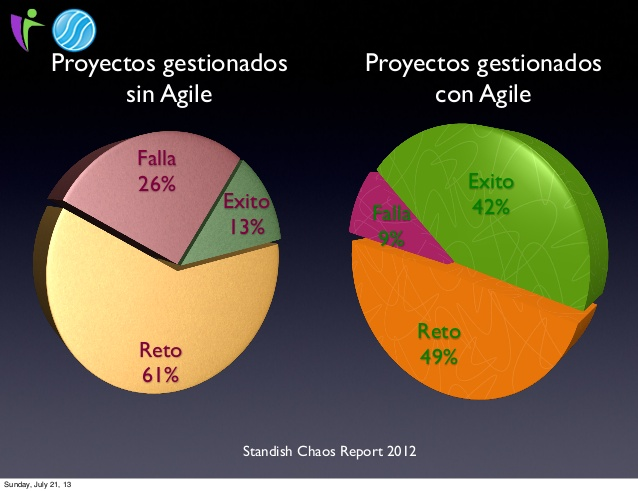 Proyectos gestionados
sin Agile
Proyectos gestionados
con Agile
Falla
26%
Exito
13%
Reto
61%
Exito
42%
Falla
9%
Reto
49%
Standish Chaos Report 2012
Sunday, July 21, 13